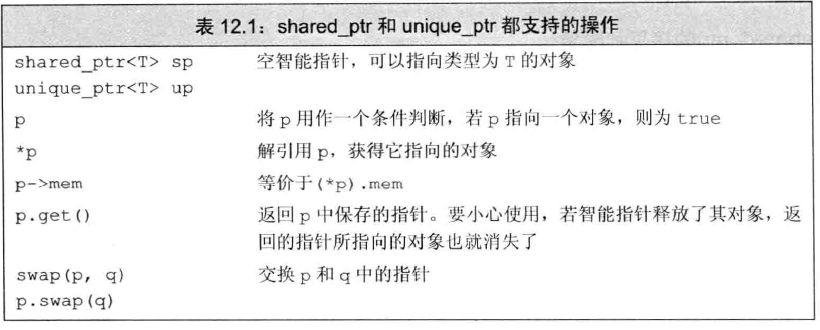 表 12.1：shared_ptr 和 unique_ptr 都支持的操作
shared_ptr<T> sp 空智能指针，可以指向类型为 T 的对象
unique_ptr<T> up
p 将 p 用作一个条件判断，若 p 指向一个对象，则为 true
*p 解引用 p，获得它指向的对象
p->mem 等价于(*p).mem
p.get() 返回 p 中保存的指针。要小心使用，若智能指针释放了其对象，返
回的指针所指向的对象也就消失了
swap(p, q) 交换 p 和 q 中的指针
p.swap(q)